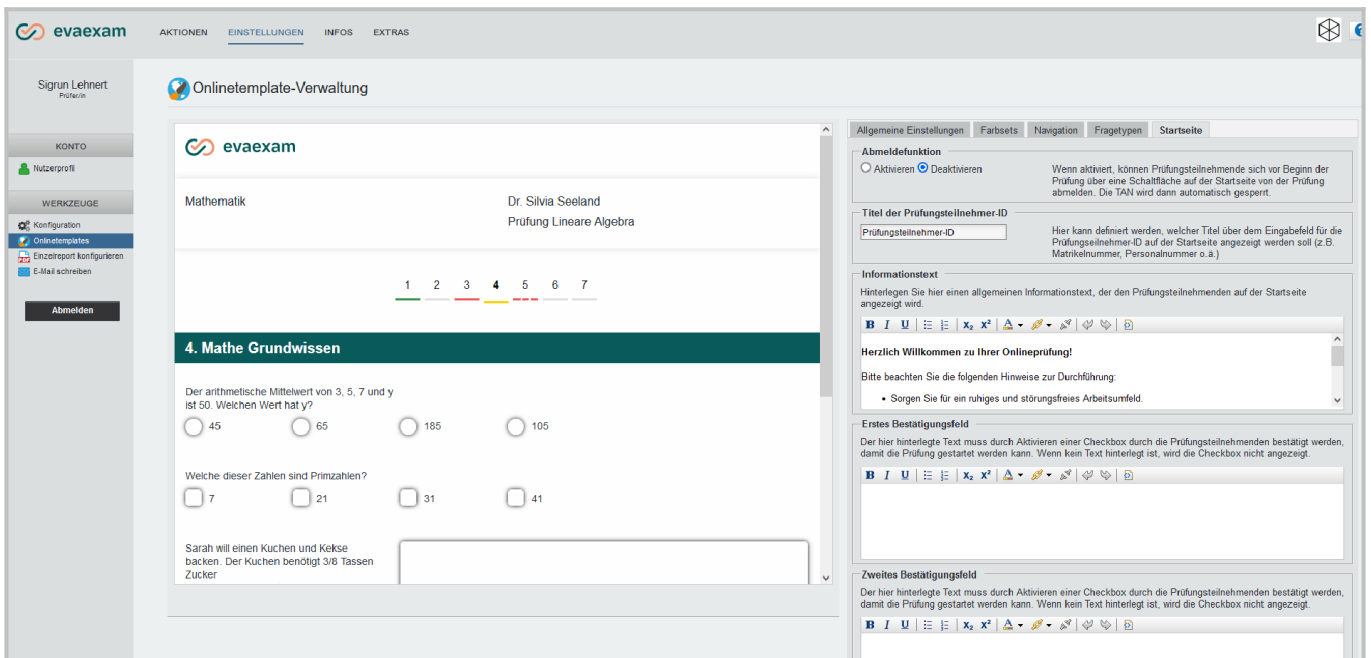 evaexam
AKTIONEN
EINSTELLUNGEN
INFOS
EXTRAS
Sigrun Lehnert
Prüfer/in
KONTO
Nutzerprofil
WERKZEUGE
Konfiguration
Onlinetemplates
Einzelreport konfigurieren
E-Mail schreiben
Abmelden
Onlinetemplate-Verwaltung
evaexam
Mathematik
Dr. Silvia Seeland
Prüfung Lineare Algebra
1 2 3 4 5 6 7
4. Mathe Grundwissen
Der arithmetische Mittelwert von 3, 5, 7 und y
ist 50. Welchen Wert hat y?
45 65 185 105
Welche dieser Zahlen sind Primzahlen?
7 21 31 41
Sarah will einen Kuchen und Kekse
backen. Der Kuchen benötigt 3/8 Tassen
Zucker
Allgemeine Einstellungen
Farbsets
Navigation
Fragetypen
Startseite
Abmeldefunktion
Aktivieren Deaktivieren
Wenn aktiviert, können Prüfungsteilnehmende sich vor Beginn der
Prüfung über eine Schaltfläche auf der Startseite von der Prüfung
abmelden. Die TAN wird dann automatisch gesperrt.
Titel der Prüfungsteilnehmer-ID
Prüfungsteilnehmer-ID
Hier kann definiert werden, welcher Titel über dem Eingabefeld für die
Prüfungseilnehmer-ID auf der Startseite angezeigt werden soll (z.B.
Matrikelnummer, Personalnummer o.ä.)
Informationstext
Hinterlegen Sie hier einen allgemeinen Informationstext, der den Prüfungsteilnehmenden auf der Startseite
angezeigt wird.
B I U X₂ X² A
Herzlich Willkommen zu Ihrer Onlineprüfung!
Bitte beachten Sie die folgenden Hinweise zur Durchführung:
• Sorgen Sie für ein ruhiges und störungsfreies Arbeitsumfeld.
Erstes Bestätigungsfeld
Der hier hinterlegte Text muss durch Aktivieren einer Checkbox durch die Prüfungsteilnehmenden bestätigt werden,
damit die Prüfung gestartet werden kann. Wenn kein Text hinterlegt ist, wird die Checkbox nicht angezeigt.
B I U X₂ X² A
Zweites Bestätigungsfeld
Der hier hinterlegte Text muss durch Aktivieren einer Checkbox durch die Prüfungsteilnehmenden bestätigt werden,
damit die Prüfung gestartet werden kann. Wenn kein Text hinterlegt ist, wird die Checkbox nicht angezeigt.
B I U X₂ X² A